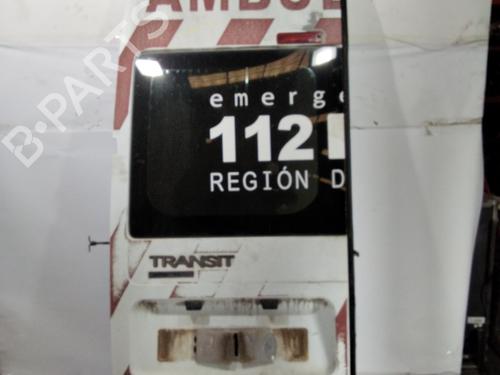 AMBUL
emerge
112
REGIÓN D
TRANSIT
B-PARTS